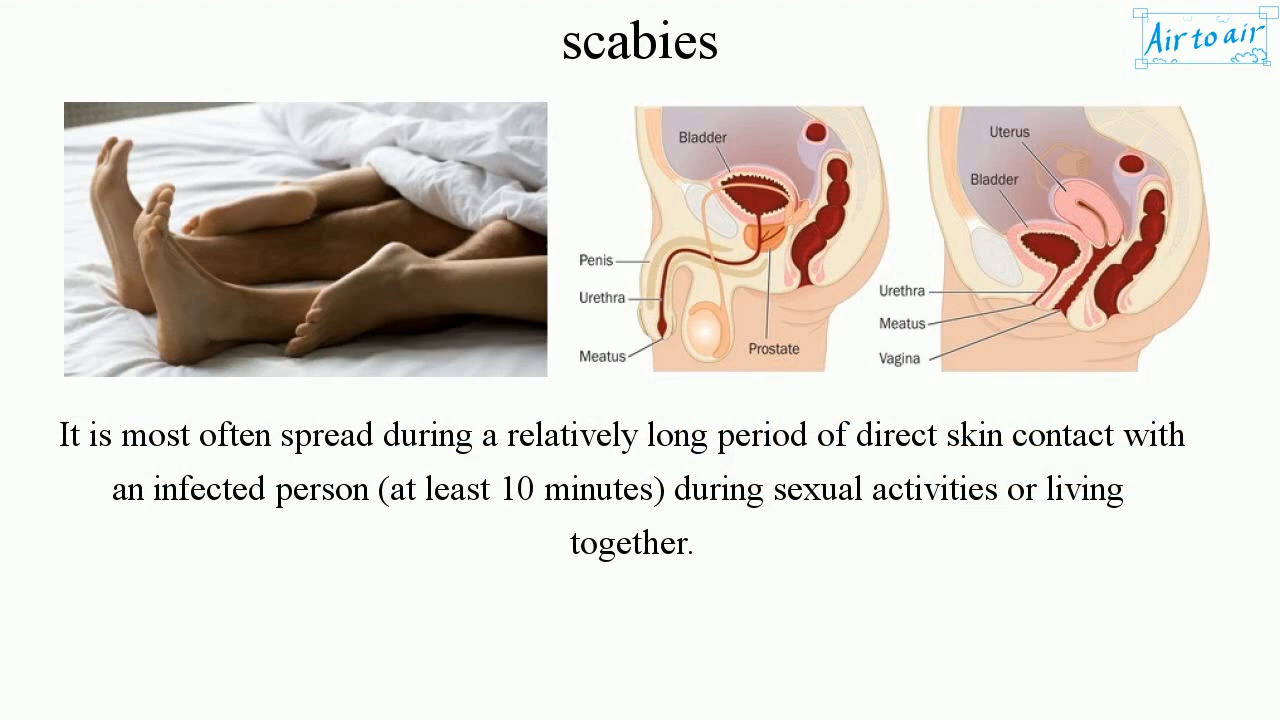 scabies
Air to air
Bladder
Penis
Urethra
Meatus
Prostate
Uterus
Bladder
Urethra
Meatus
Vagina
It is most often spread during a relatively long period of direct skin contact with
an infected person (at least 10 minutes) during sexual activities or living
together.